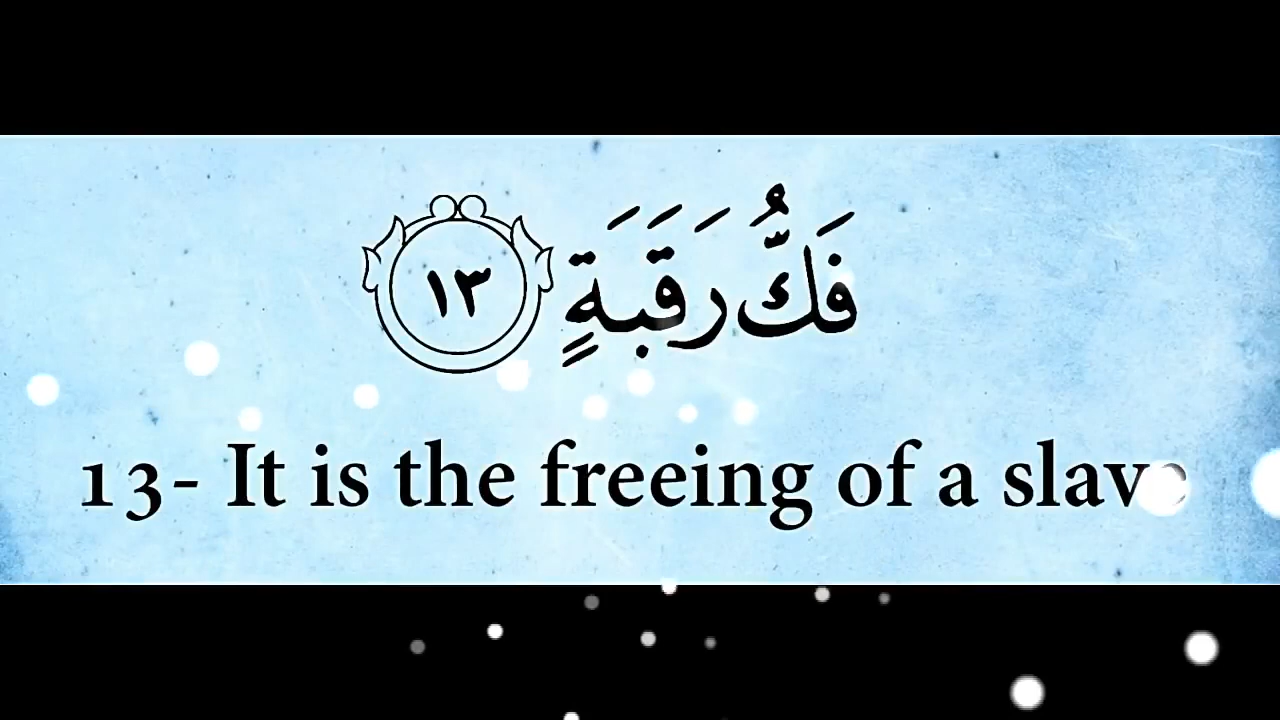 فَكُّ رَقَبَةٍ ١٣
13- It is the freeing of a slave